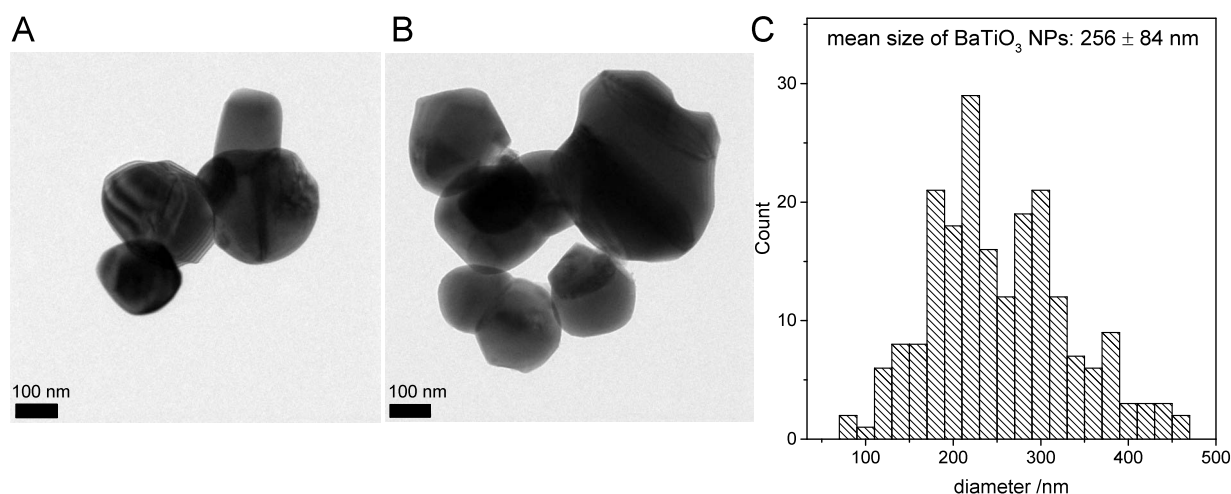 A
B
C
100 nm
100 nm
mean size of BaTiO₃ NPs: 256 ± 84 nm
Count
30
20
10
0
100
200
300
400
500
diameter /nm